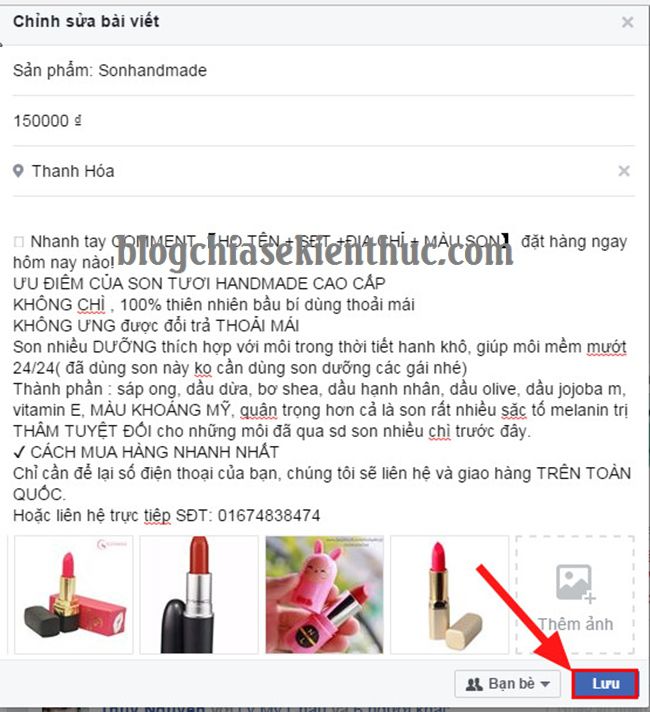 Chỉnh sửa bài viết
Sản phẩm: Sonhandmade
150000 ₫
Thanh Hóa
Nhanh tay COMMENT【HỌ TÊN + SĐT +ĐỊA CHỈ + MÀU SON】 đặt hàng ngay
blogchiasekienthuc.com
hôm nay nào!
ƯU ĐIỂM CỦA SON TƯƠI HANDMADE CAO CẤP
KHÔNG CHÌ , 100% thiên nhiên bầu bí dùng thoải mái
KHÔNG ƯNG được đổi trả THOẢI MÁI
Son nhiều DƯỠNG thích hợp với môi trong thời tiết hanh khô, giúp môi mềm mướt
24/24( đã dùng son này ko cần dùng son dưỡng các gái nhé)
Thành phần : sáp ong, dầu dừa, bơ shea, dầu hạnh nhân, dầu olive, dầu jojoba m,
vitamin E, MÀU KHOÁNG MỸ, quân trọng hơn cả là son rất nhiều sắc tố melanin trị
THÂM TUYỆT ĐỐI cho những môi đã qua sd son nhiều chì trước đây.
✓ CÁCH MUA HÀNG NHANH NHẤT
Chỉ cần để lại số điện thoại của bạn, chúng tôi sẽ liên hệ và giao hàng TRÊN TOÀN
QUỐC.
Hoặc liên hệ trực tiếp SĐT: 01674838474
Thêm ảnh
Bạn bè
Lưu